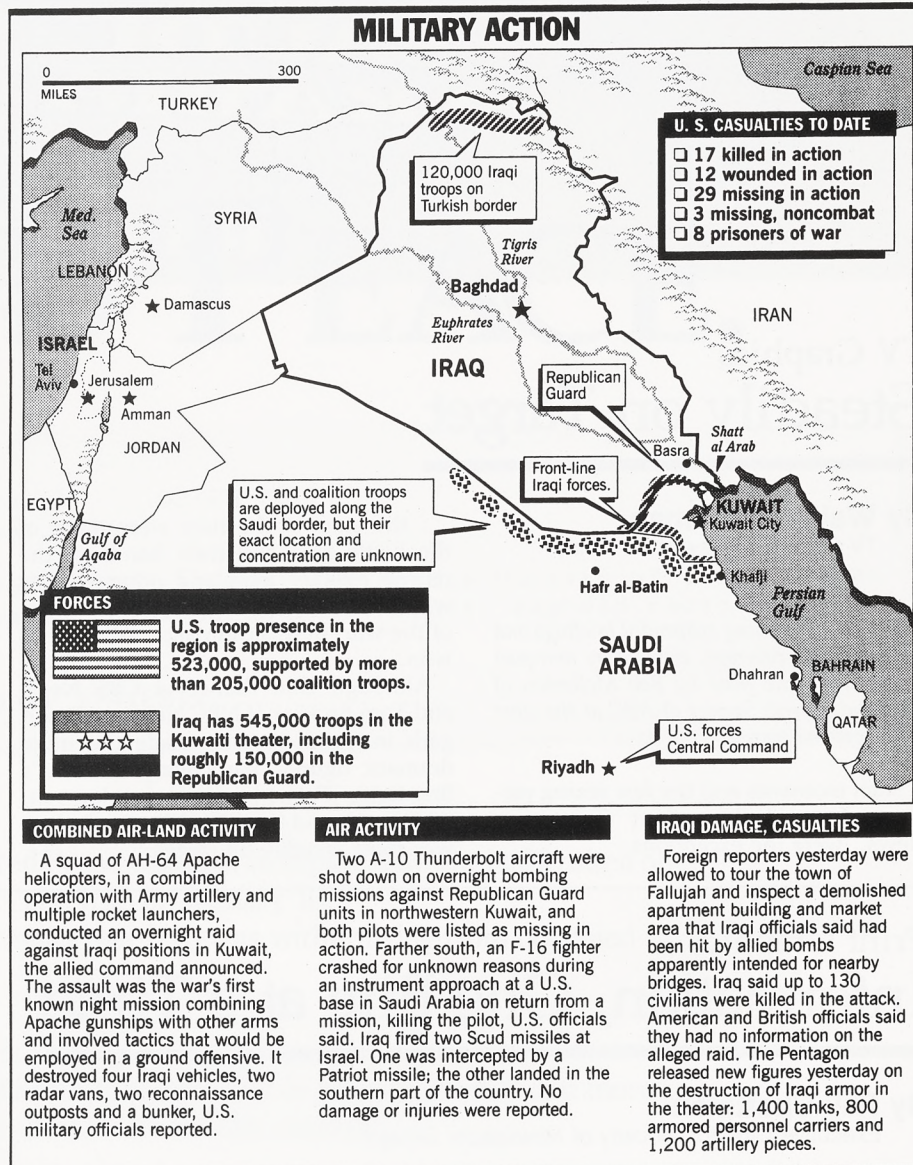 MILITARY ACTION
0 300
MILES
TURKEY
Caspian Sea
U. S. CASUALTIES TO DATE
❏ 17 killed in action
❏ 12 wounded in action
❏ 29 missing in action
❏ 3 missing, noncombat
❏ 8 prisoners of war
120,000 Iraqi
troops on
Turkish border
Med.
Sea
SYRIA
Tigris
River
LEBANON
Baghdad
Damascus
IRAN
Euphrates
River
ISRAEL
IRAQ
Tel
Aviv
Jerusalem
Amman
Republican
Guard
Shatt
al Arab
JORDAN
Basra
Front-line
Iraqi forces.
U.S. and coalition troops
are deployed along the
Saudi border, but their
exact location and
concentration are unknown.
EGYPT
KUWAIT
Kuwait City
Gulf of
Aqaba
Hafr al-Batin
Khafji
Persian
Gulf
FORCES
U.S. troop presence in the
region is approximately
523,000, supported by more
than 205,000 coalition troops.
Iraq has 545,000 troops in the
Kuwaiti theater, including
roughly 150,000 in the
Republican Guard.
SAUDI
ARABIA
Dhahran
BAHRAIN
QATAR
U.S. forces
Central Command
Riyadh
COMBINED AIR-LAND ACTIVITY
A squad of AH-64 Apache
helicopters, in a combined
operation with Army artillery and
multiple rocket launchers,
conducted an overnight raid
against Iraqi positions in Kuwait,
the allied command announced.
The assault was the war's first
known night mission combining
Apache gunships with other arms
and involved tactics that would be
employed in a ground offensive. It
destroyed four Iraqi vehicles, two
radar vans, two reconnaissance
outposts and a bunker, U.S.
military officials reported.
AIR ACTIVITY
Two A-10 Thunderbolt aircraft were
shot down on overnight bombing
missions against Republican Guard
units in northwestern Kuwait, and
both pilots were listed as missing in
action. Farther south, an F-16 fighter
crashed for unknown reasons during
an instrument approach at a U.S.
base in Saudi Arabia on return from a
mission, killing the pilot, U.S. officials
said. Iraq fired two Scud missiles at
Israel. One was intercepted by a
Patriot missile; the other landed in the
southern part of the country. No
damage or injuries were reported.
IRAQI DAMAGE, CASUALTIES
Foreign reporters yesterday were
allowed to tour the town of
Fallujah and inspect a demolished
apartment building and market
area that Iraqi officials said had
been hit by allied bombs
apparently intended for nearby
bridges. Iraq said up to 130
civilians were killed in the attack.
American and British officials said
they had no information on the
alleged raid. The Pentagon
released new figures yesterday on
the destruction of Iraqi armor in
the theater: 1,400 tanks, 800
armored personnel carriers and
1,200 artillery pieces.